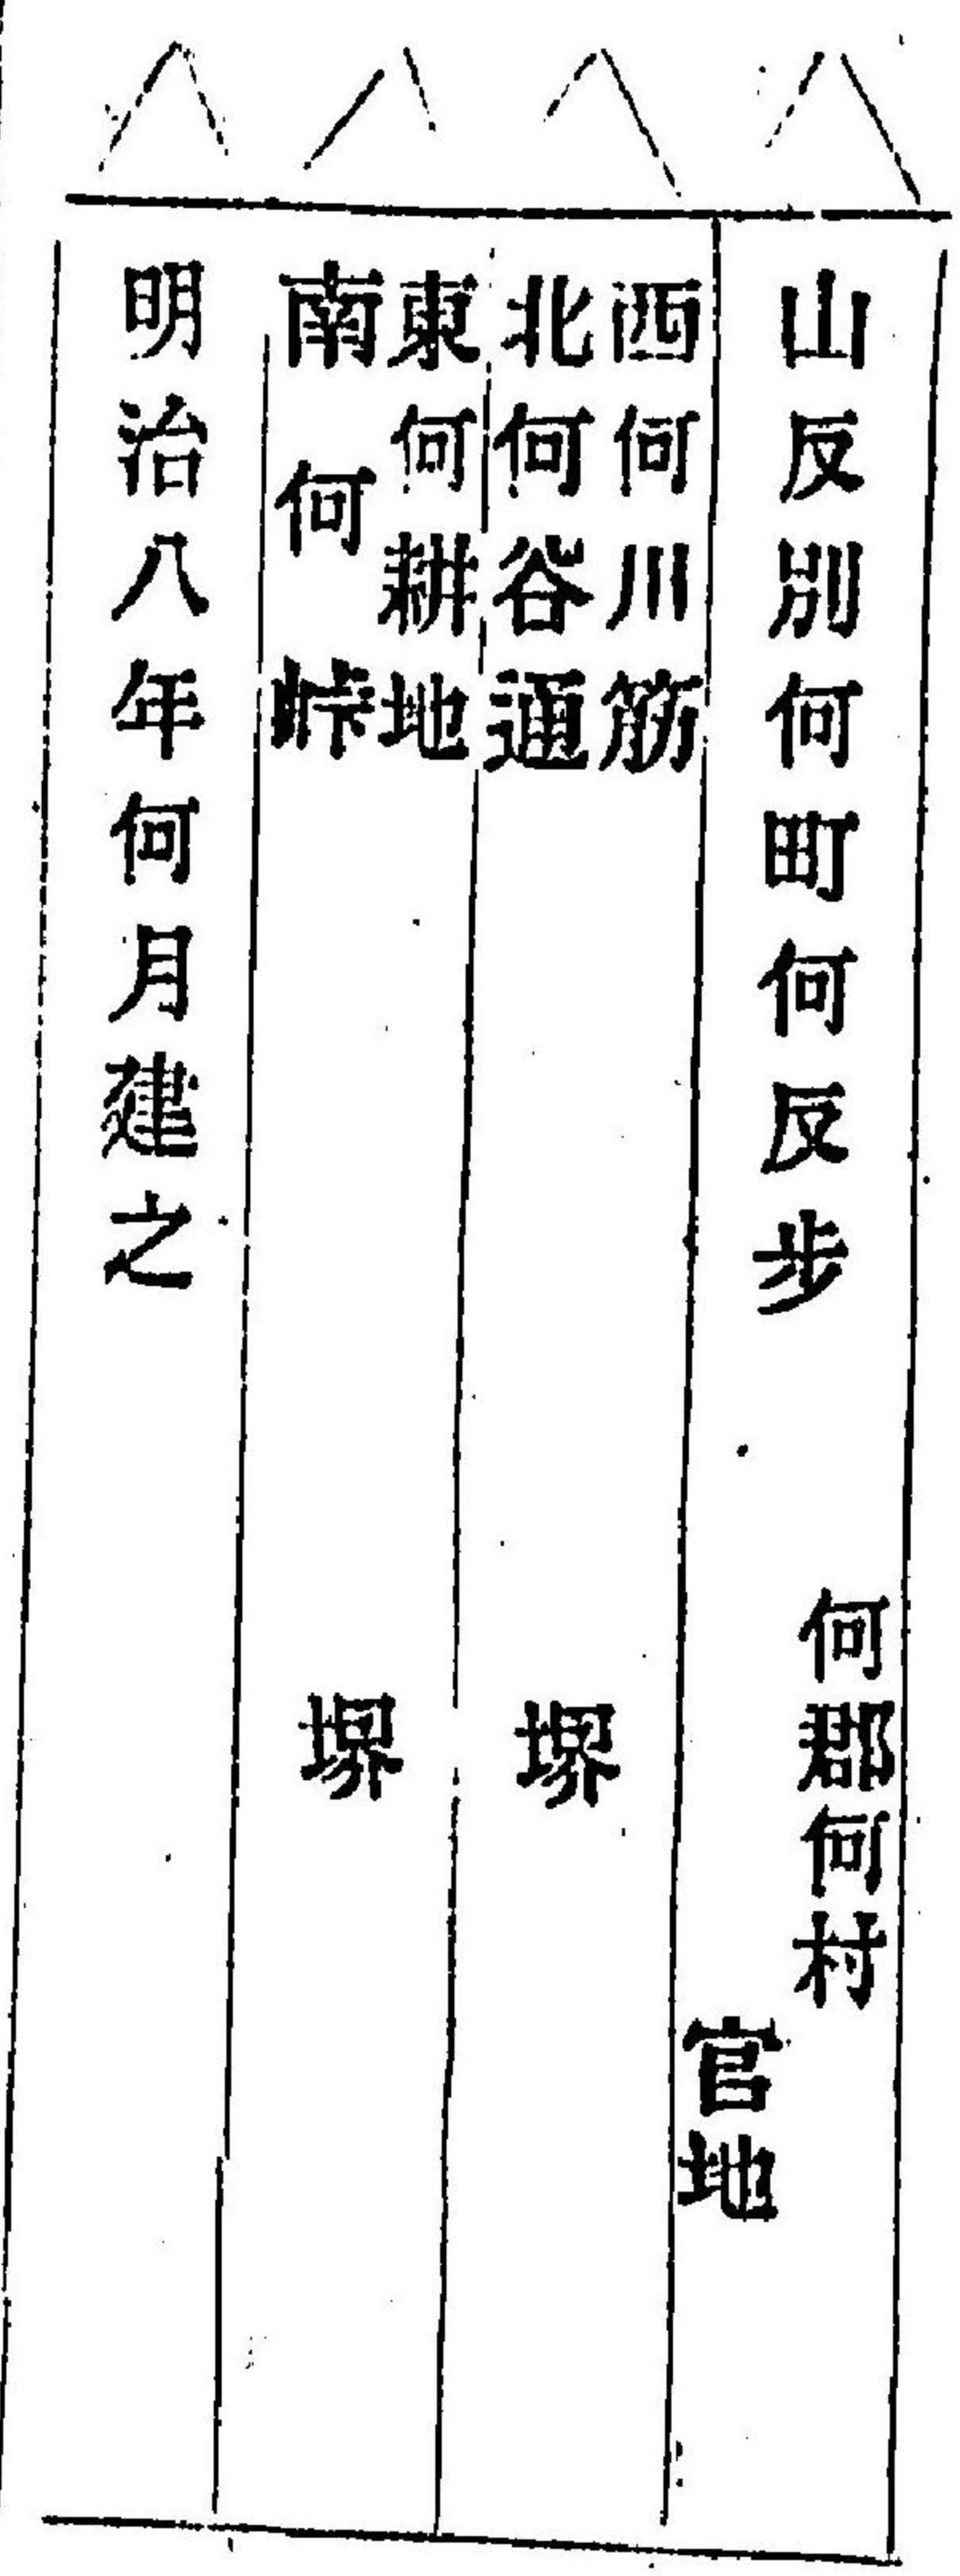 山反別何町何反步
何郡何村
官地
西何川筋
北何谷通
堺
東何耕地
南何峠
堺
明治八年何月建之